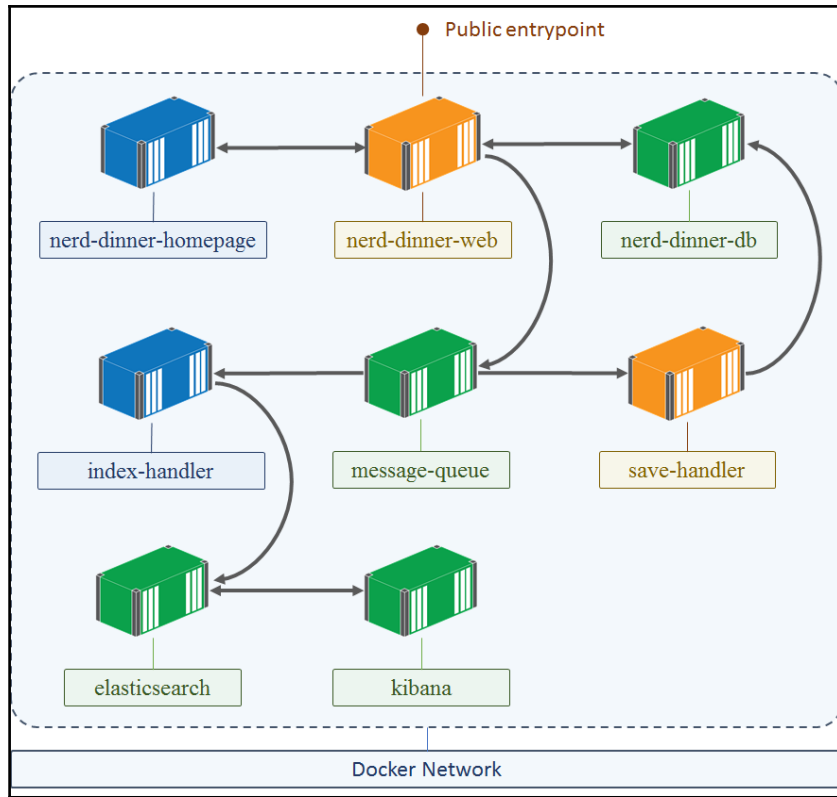 Public entrypoint
nerd-dinner-homepage
nerd-dinner-web
nerd-dinner-db
index-handler
message-queue
save-handler
elasticsearch
kibana
Docker Network